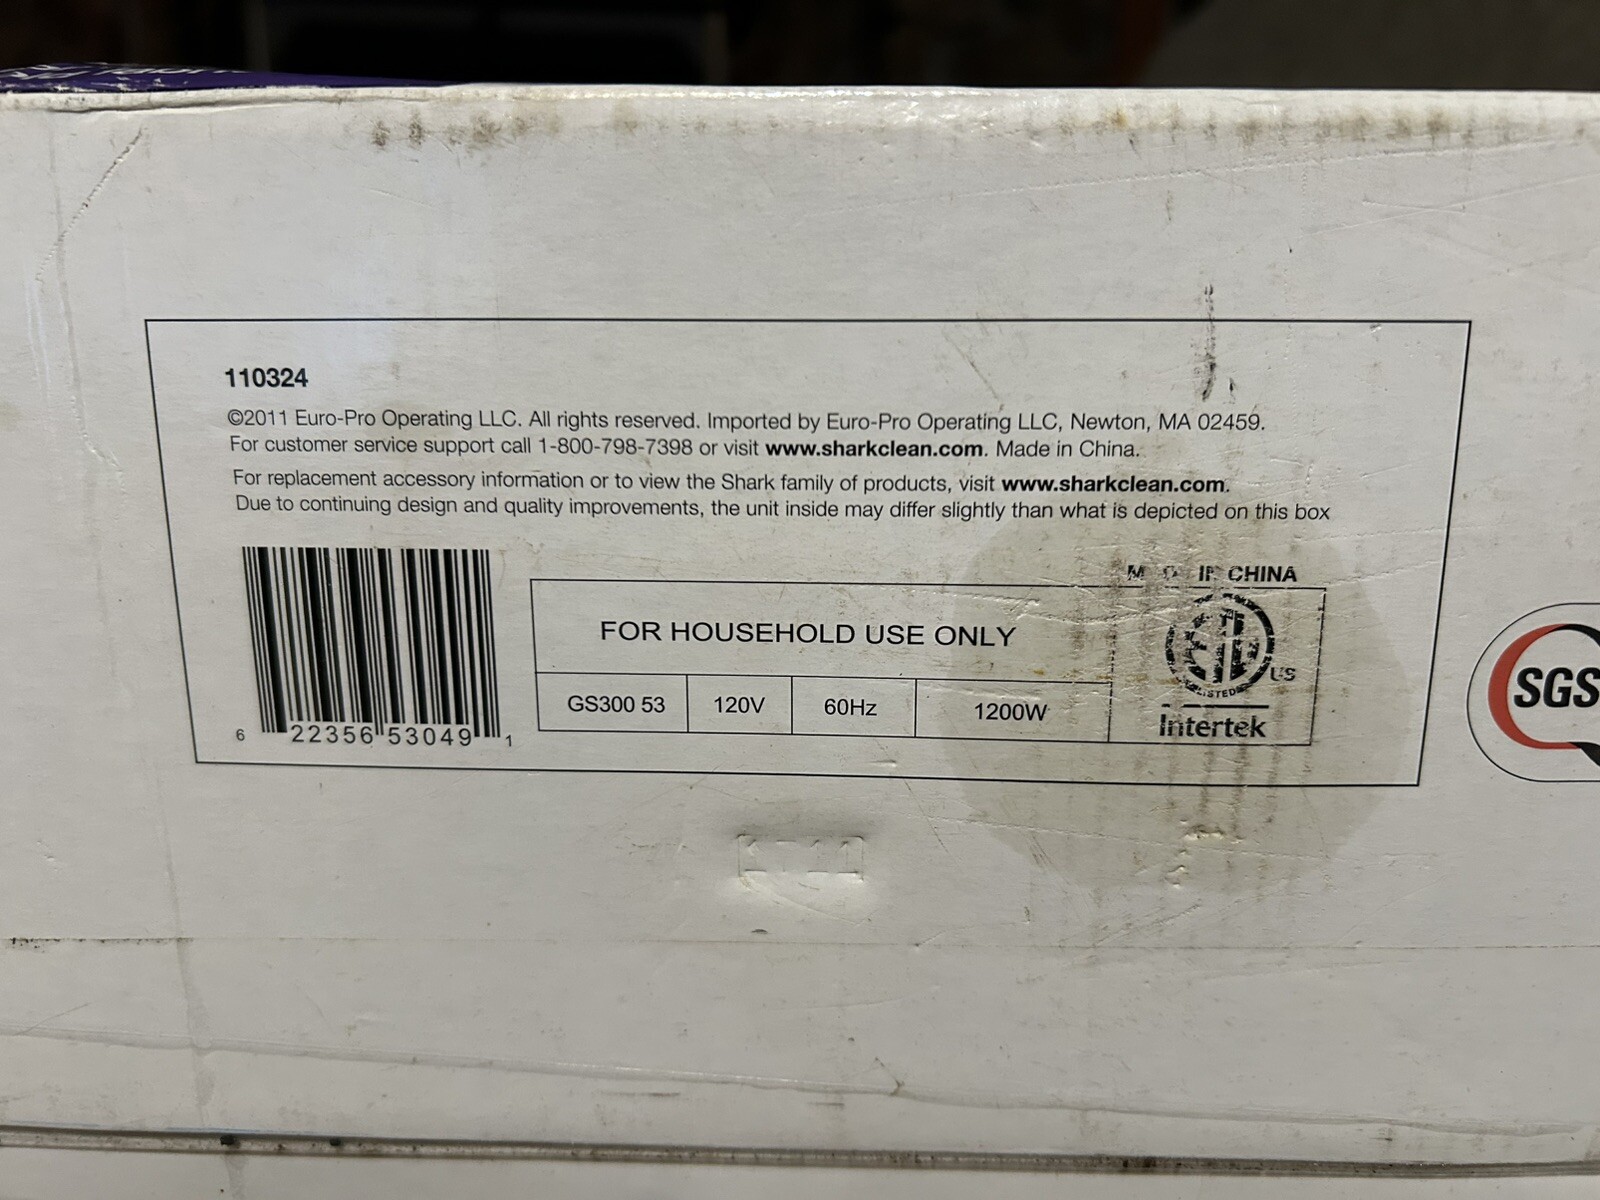 110324
©2011 Euro-Pro Operating LLC. All rights reserved. Imported by Euro-Pro Operating LLC, Newton, MA 02459.
For customer service support call 1-800-798-7398 or visit www.sharkclean.com. Made in China.
For replacement accessory information or to view the Shark family of products, visit www.sharkclean.com.
Due to continuing design and quality improvements, the unit inside may differ slightly than what is depicted on this box
CHINA
FOR HOUSEHOLD USE ONLY
LISTED
US
GS300 53 120V 60Hz 1200W
Intertek
6 22356 53049 1
SGS